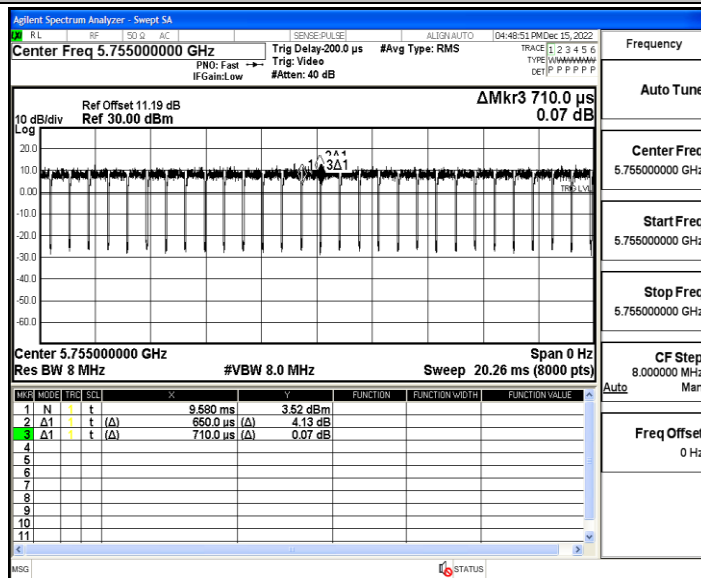 Agilent Spectrum Analyzer - Swept SA
RL RF 50 Ω AC SENSE:PULSE ALIGN AUTO 04:48:51 PM Dec 15, 2022
Center Freq 5.755000000 GHz
PNO: Fast
IFGain:Low
Trig Delay-200.0 µs
Trig: Video
#Atten: 40 dB
#Avg Type: RMS
TRACE 1 2 3 4 5 6
TYPE
DET P P P P P P
Ref Offset 11.19 dB
10 dB/div Ref 30.00 dBm
Log
ΔMkr3 710.0 µs
0.07 dB
20.0
10.0
0.00
-10.0
-20.0
-30.0
-40.0
-50.0
-60.0
2Δ1
1 3Δ1
TRIG LVL
Center 5.755000000 GHz Span 0 Hz
Res BW 8 MHz #VBW 8.0 MHz Sweep 20.26 ms (8000 pts)
MKR MODE TRC SCL X Y FUNCTION FUNCTION WIDTH FUNCTION VALUE
1 N 1 t 9.580 ms 3.52 dBm
2 Δ1 1 t (Δ) 650.0 µs (Δ) 4.13 dB
3 Δ1 1 t (Δ) 710.0 µs (Δ) 0.07 dB
4
5
6
7
8
9
10
11
MSG STATUS
Frequency
Auto Tune
Center Freq
5.755000000 GHz
Start Freq
5.755000000 GHz
Stop Freq
5.755000000 GHz
CF Step
8.000000 MHz
Auto Man
Freq Offset
0 Hz